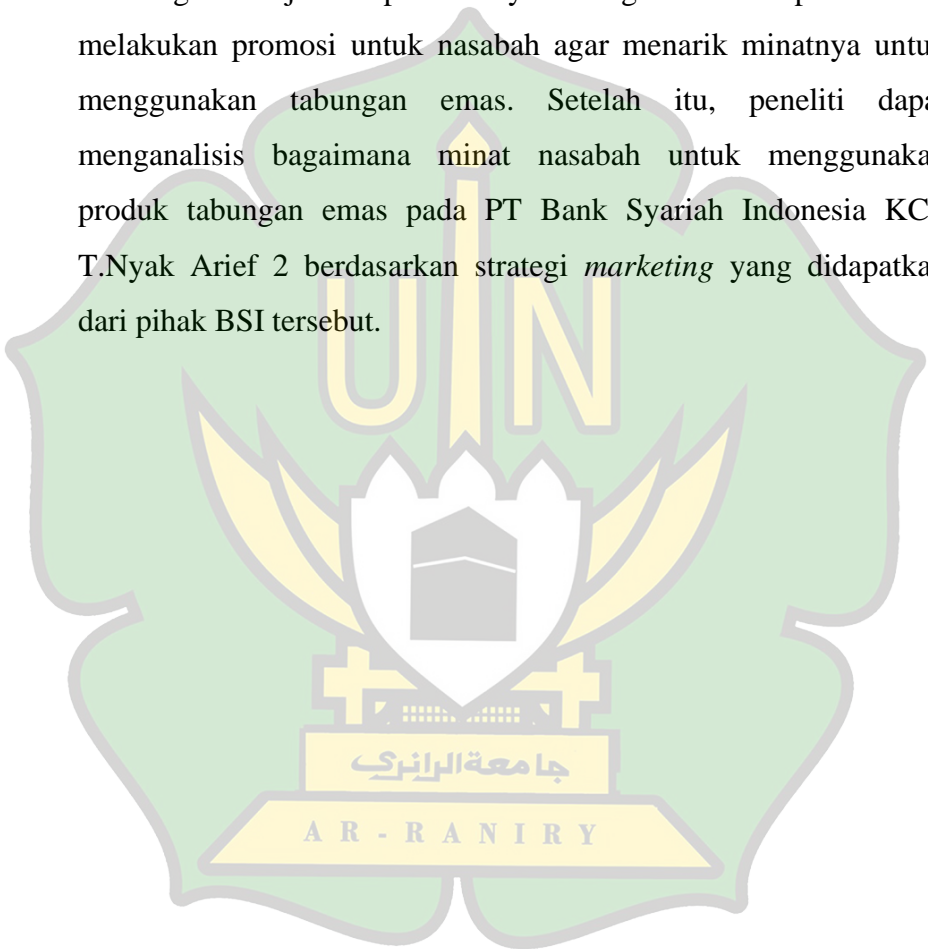 melakukan promosi untuk nasabah agar menarik minatnya untu
menggunakan tabungan emas. Setelah itu, peneliti dapa
menganalisis bagaimana minat nasabah untuk menggunaka
produk tabungan emas pada PT Bank Syariah Indonesia KC
T.Nyak Arief 2 berdasarkan strategi marketing yang didapatka
dari pihak BSI tersebut.
UIN
جامعةالرانري
AR-RANIRY